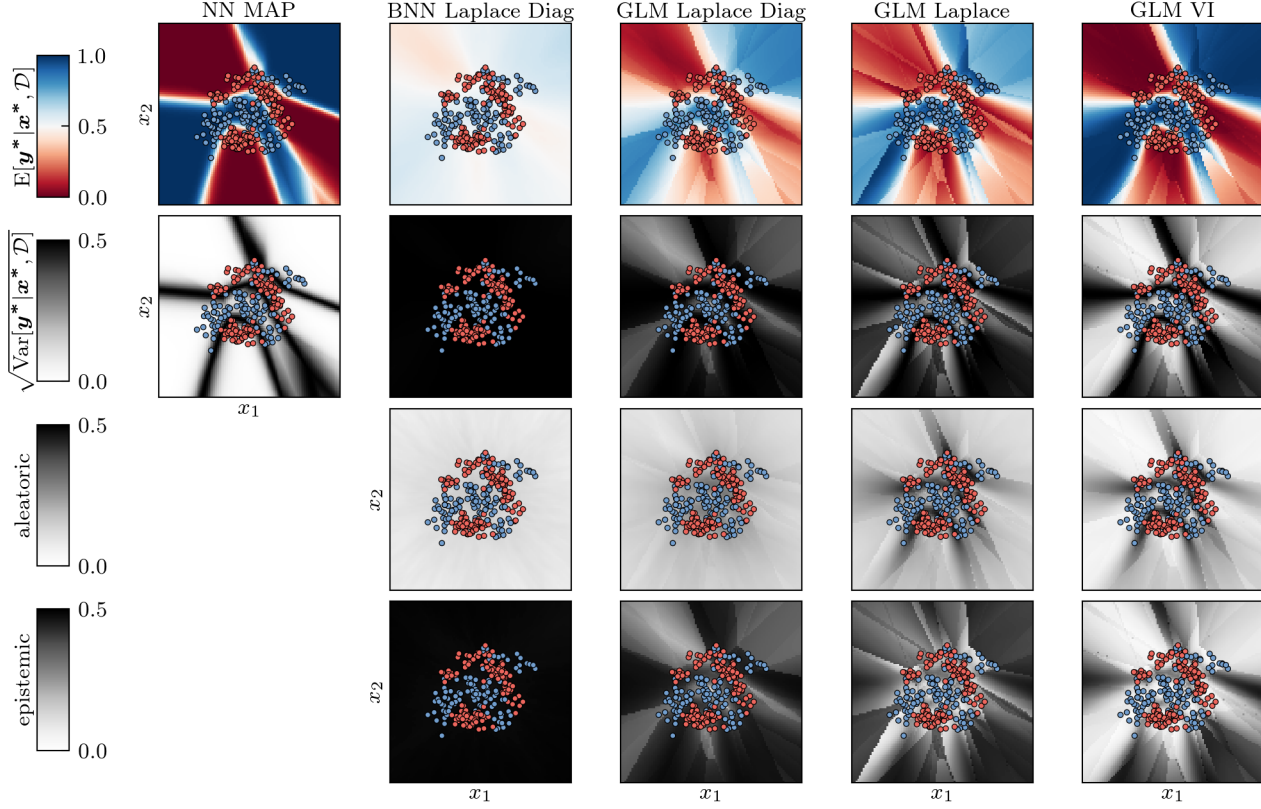 NN MAP
BNN Laplace Diag
GLM Laplace Diag
GLM Laplace
GLM VI
E[y*|x*, 𝒟]
1.0
0.5
0.0
x₂
√Var[y*|x*, 𝒟]
0.5
0.0
x₂
x₁
aleatoric
0.5
0.0
x₂
epistemic
0.5
0.0
x₂
x₁
x₁
x₁
x₁